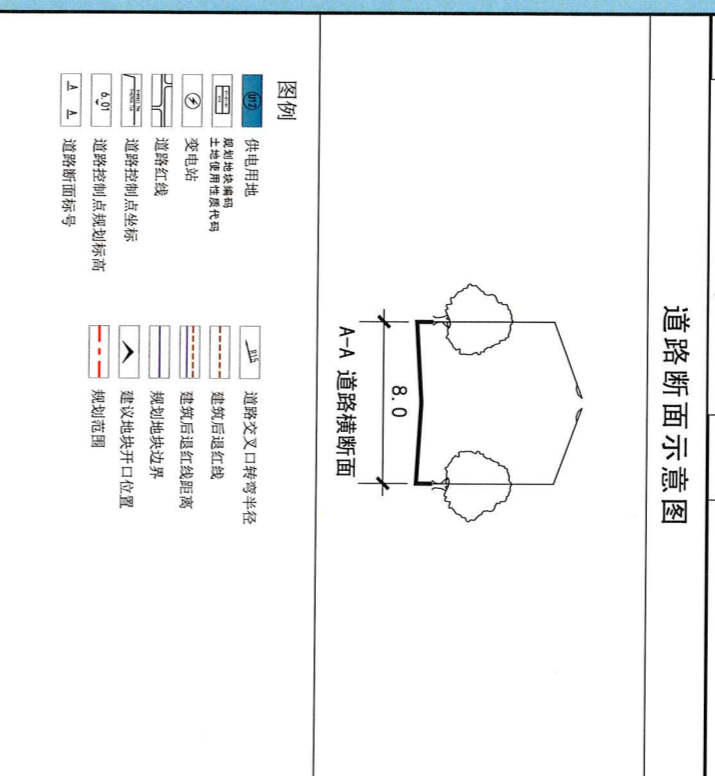 道路断面示意图
8.0
A-A 道路横断面
图例
U12
供电用地
规划地块编码
土地使用性质代码
变电站
道路红线
道路控制点坐标
6.01
道路控制点规划标高
A A
道路断面标号
R15
道路交叉口转弯半径
建筑后退红线
建筑后退红线距离
规划地块边界
建议地块开口位置
规划范围